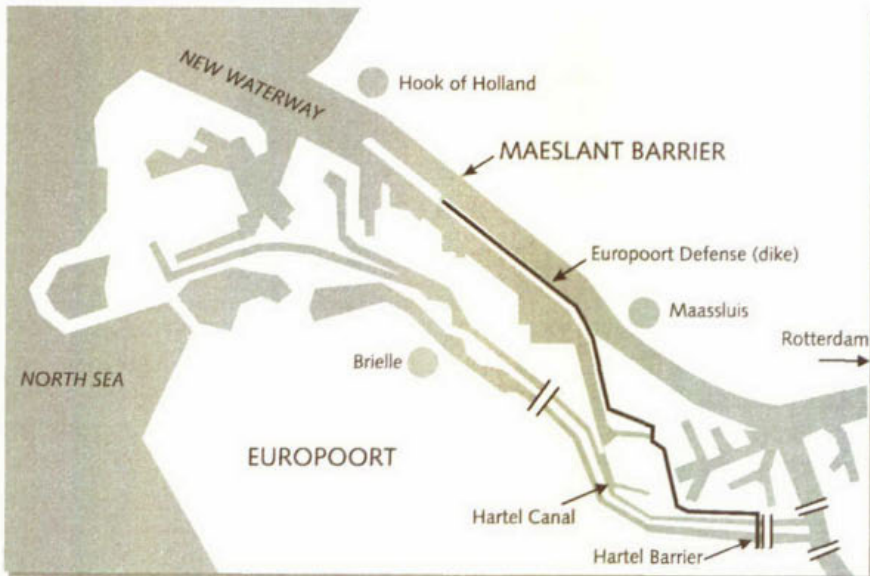 NEW WATERWAY
Hook of Holland
MAESLANT BARRIER
Europoort Defense (dike)
Maassluis
Rotterdam
Brielle
NORTH SEA
EUROPOORT
Hartel Canal
Hartel Barrier